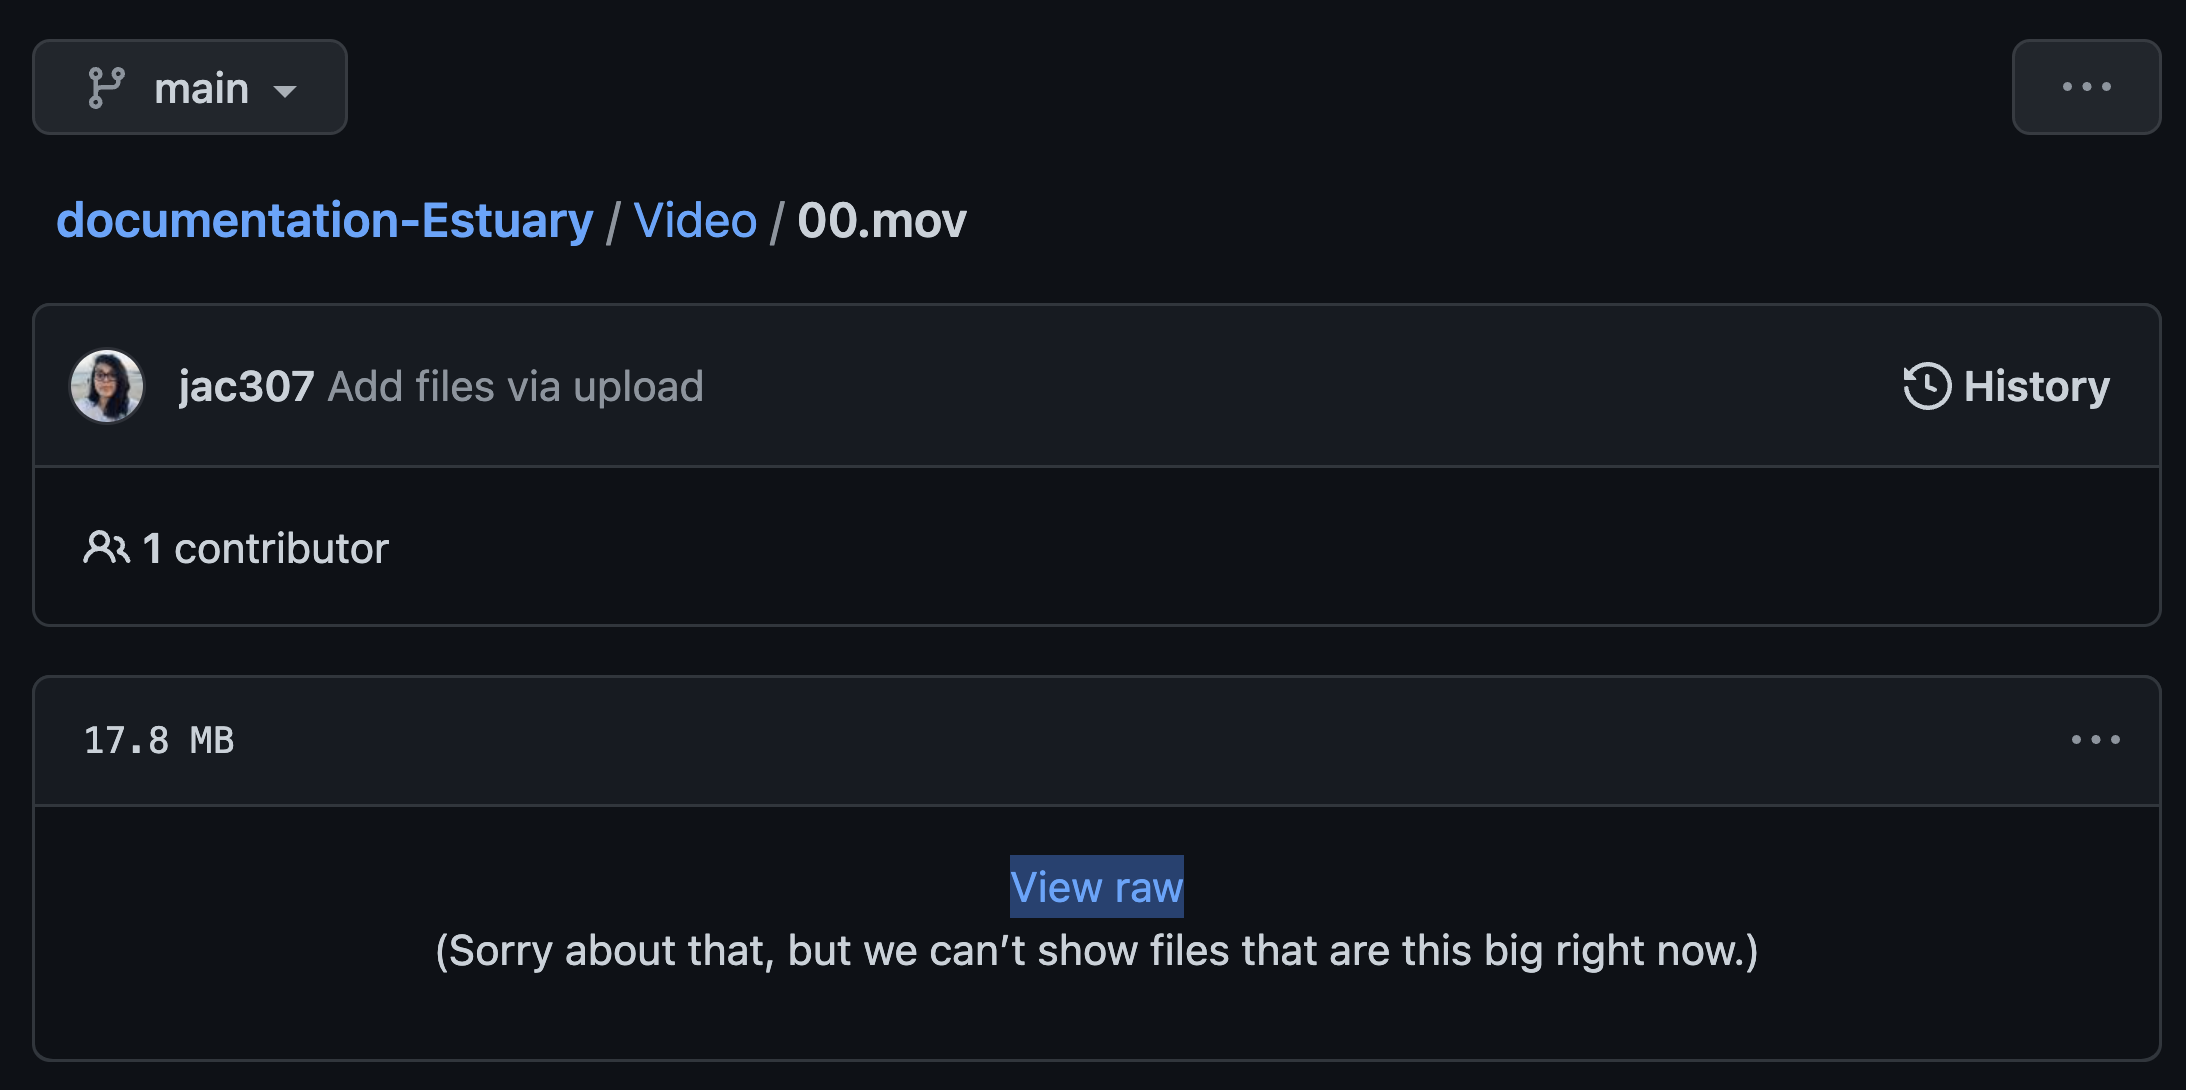 main
documentation-Estuary / Video / 00.mov
jac307 Add files via upload
History
1 contributor
17.8 MB
View raw
(Sorry about that, but we can’t show files that are this big right now.)